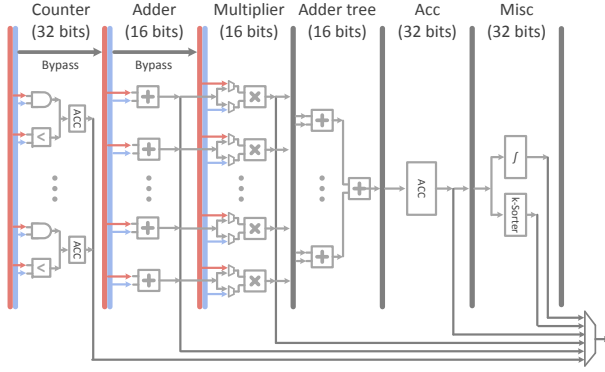 Counter
(32 bits)
Adder
(16 bits)
Multiplier
(16 bits)
Adder tree
(16 bits)
Acc
(32 bits)
Misc
(32 bits)
Bypass
Bypass
ACC
<
ACC
<
ACC
∫
k-Sorter